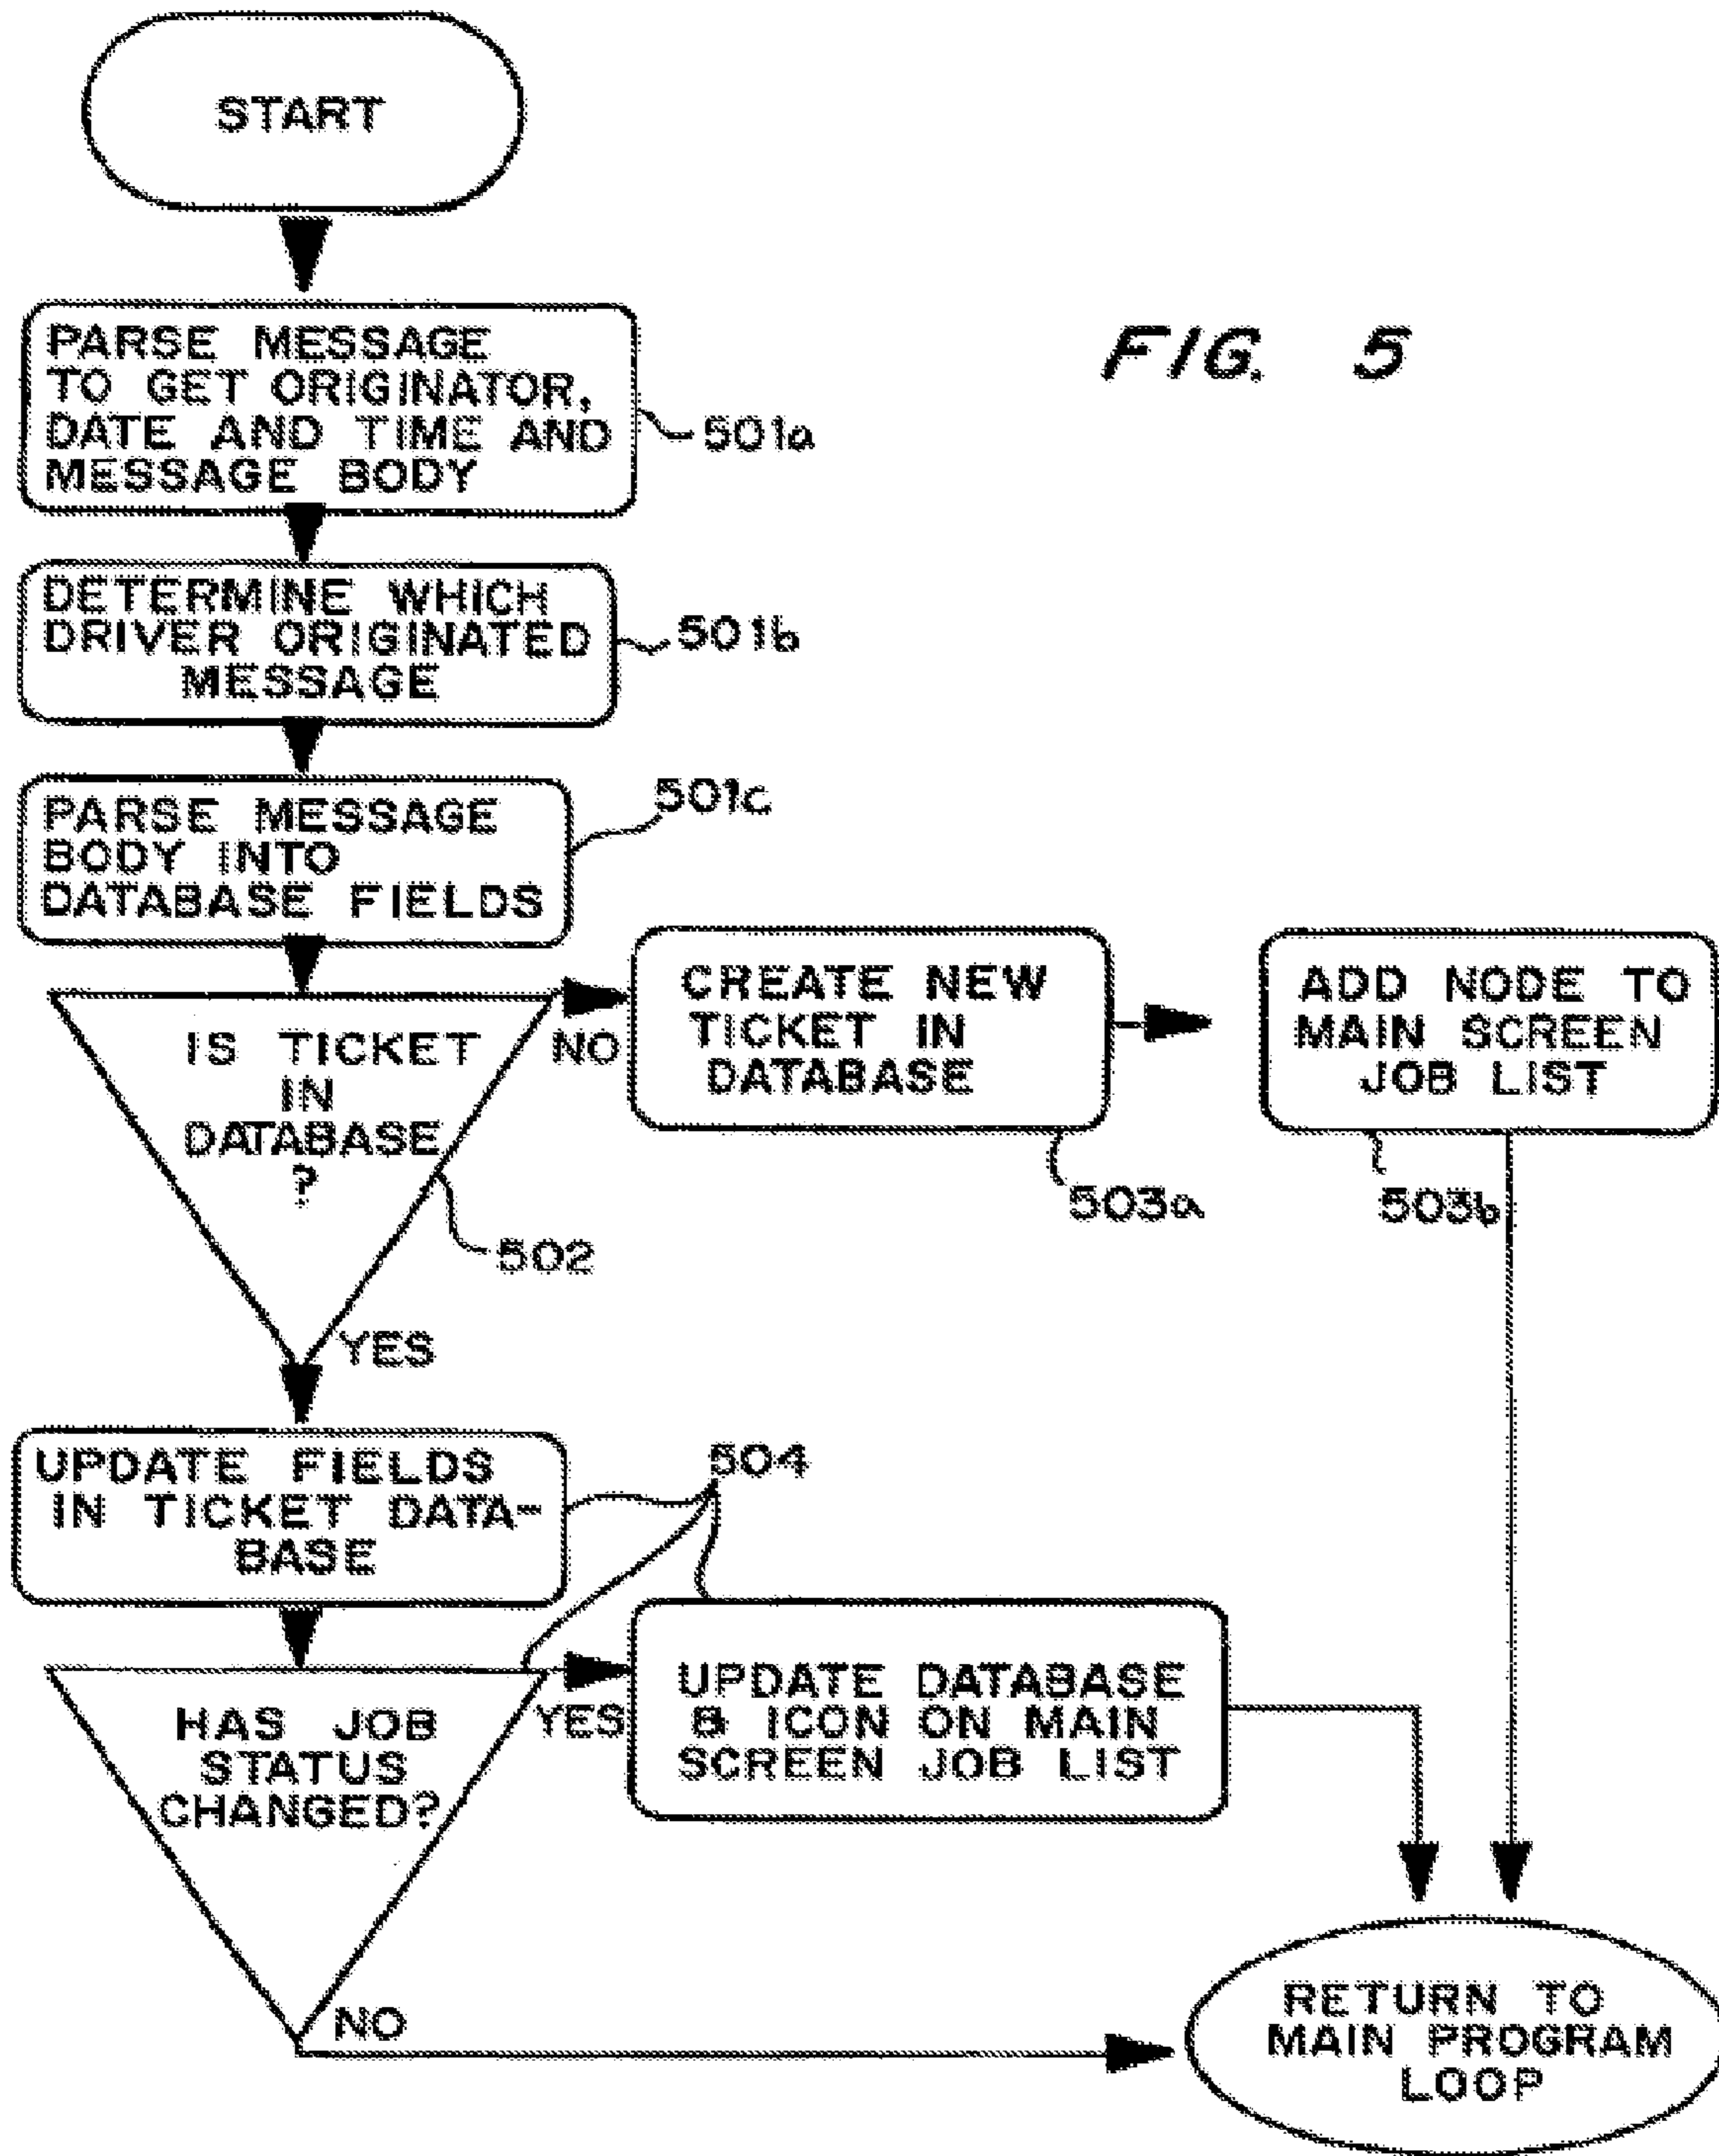 START
FIG. 5
PARSE MESSAGE
TO GET ORIGINATOR,
DATE AND TIME AND
MESSAGE BODY
501a
DETERMINE WHICH
DRIVER ORIGINATED
MESSAGE
501b
PARSE MESSAGE
BODY INTO
DATABASE FIELDS
501c
IS TICKET
IN
DATABASE
?
502
NO
CREATE NEW
TICKET IN
DATABASE
503a
ADD NODE TO
MAIN SCREEN
JOB LIST
503b
YES
UPDATE FIELDS
IN TICKET DATA-
BASE
504
HAS JOB
STATUS
CHANGED?
YES
UPDATE DATABASE
& ICON ON MAIN
SCREEN JOB LIST
NO
RETURN TO
MAIN PROGRAM
LOOP